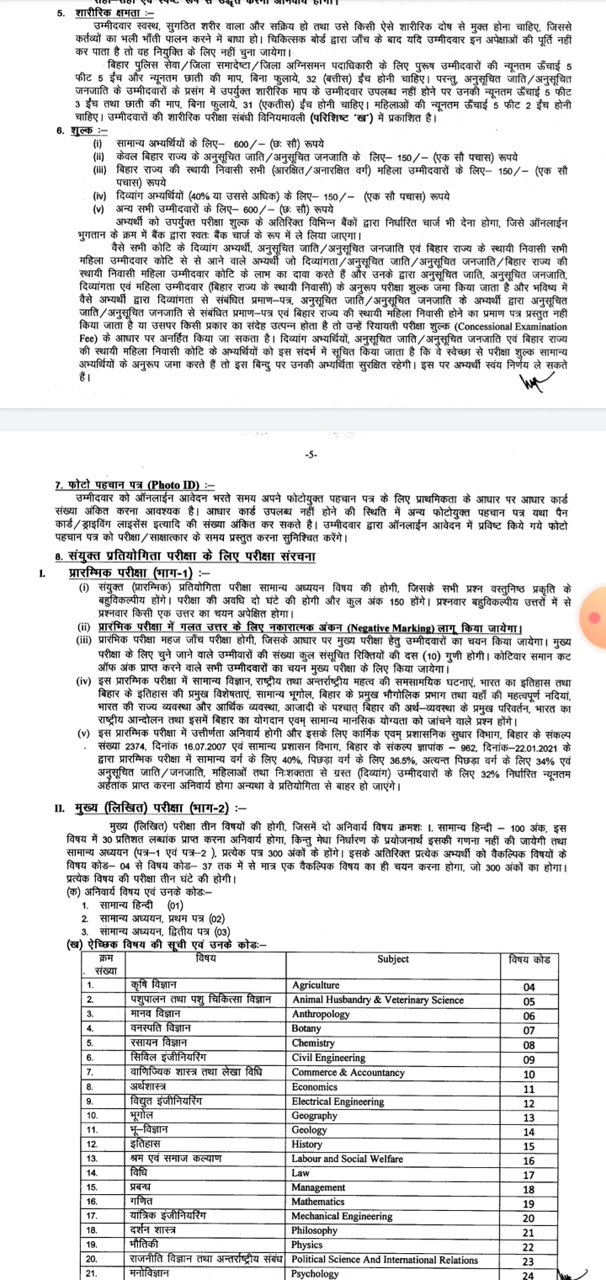 5. शारीरिक क्षमता :–
उम्मीदवार स्वस्थ, सुगठित शरीर वाला और सक्रिय हो तथा उसे किसी ऐसे शारीरिक दोष से मुक्त होना चाहिए, जिससे
कर्तव्यों का भली भाँती पालन करने में बाधा हो। चिकित्सक बोर्ड द्वारा जाँच के बाद यदि उम्मीदवार इन अपेक्षाओं की पूर्ति नहीं
कर पाता है तो वह नियुक्ति के लिए नहीं चुना जायेगा।
बिहार पुलिस सेवा/जिला समादेष्टा/जिला अग्निसमन पदाधिकारी के लिए पुरूष उम्मीदवारों की न्यूनतम ऊँचाई 5
फीट 5 ईंच और न्यूनतम छाती की माप, बिना फुलाये, 32 (बत्तीस) ईंच होनी चाहिए। परन्तु, अनुसूचित जाति/अनुसूचित
जनजाति के उम्मीदवारों के प्रसंग में उपर्युक्त शारीरिक माप के उम्मीदवार उपलब्ध नहीं होने पर उनकी न्यूनतम ऊँचाई 5 फीट
3 ईंच तथा छाती की माप, बिना फुलाये, 31 (एकतीस) ईंच होनी चाहिए। महिलाओं की न्यूनतम ऊँचाई 5 फीट 2 ईंच होनी
चाहिए। उम्मीदवारों की शारीरिक परीक्षा संबंधी विनियमावली (परिशिष्ट 'ख') में प्रकाशित है।
6. शुल्क :–
(i) सामान्य अभ्यर्थियों के लिए– 600/– (छः सौ) रूपये
(ii) केवल बिहार राज्य के अनुसूचित जाति/अनुसूचित जनजाति के लिए– 150/– (एक सौ पचास) रूपये
(iii) बिहार राज्य की स्थायी निवासी सभी (आरक्षित/अनारक्षित वर्ग) महिला उम्मीदवारों के लिए– 150/– (एक सौ
पचास) रूपये
(iv) दिव्यांग अभ्यर्थियों (40% या उससे अधिक) के लिए– 150/– (एक सौ पचास) रूपये
(v) अन्य सभी उम्मीदवारों के लिए– 600/– (छः सौ) रूपये
अभ्यर्थी को उपर्युक्त परीक्षा शुल्क के अतिरिक्त विभिन्न बैंकों द्वारा निर्धारित चार्ज भी देना होगा, जिसे ऑनलाईन
भुगतान के क्रम में बैंक द्वारा स्वतः बैंक चार्ज के रूप में ले लिया जाएगा।
वैसे सभी कोटि के दिव्यांग अभ्यर्थी, अनुसूचित जाति/अनुसूचित जनजाति एवं बिहार राज्य के स्थायी निवासी सभी
महिला उम्मीदवार कोटि से से आने वाले अभ्यर्थी जो दिव्यांगता/अनुसूचित जाति/अनुसूचित जनजाति/बिहार राज्य की
स्थायी निवासी महिला उम्मीदवार कोटि के लाभ का दावा करते हैं और उनके द्वारा अनुसूचित जाति, अनुसूचित जनजाति,
दिव्यांगता एवं महिला उम्मीदवार (बिहार राज्य के स्थायी निवासी) के अनुरूप परीक्षा शुल्क जमा किया जाता है और भविष्य में
वैसे अभ्यर्थी द्वारा दिव्यांगता से संबंधित प्रमाण–पत्र, अनुसूचित जाति/अनुसूचित जनजाति के अभ्यर्थी द्वारा अनुसूचित
जाति/अनुसूचित जनजाति से संबंधित प्रमाण–पत्र एवं बिहार राज्य की स्थायी महिला निवासी होने का प्रमाण पत्र प्रस्तुत नहीं
किया जाता है या उसपर किसी प्रकार का संदेह उत्पन्न होता है तो उन्हें रियायती परीक्षा शुल्क (Concessional Examination
Fee) के आधार पर अनर्हित किया जा सकता है। दिव्यांग अभ्यर्थियों, अनुसूचित जाति/अनुसूचित जनजाति एवं बिहार राज्य
की स्थायी महिला निवासी कोटि के अभ्यर्थियों को इस संदर्भ में सूचित किया जाता है कि वे स्वेच्छा से परीक्षा शुल्क सामान्य
अभ्यर्थियों के अनुरूप जमा करते हैं तो इस बिन्दु पर उनकी अभ्यर्थिता सुरक्षित रहेगी। इस पर अभ्यर्थी स्वंय निर्णय ले सकते
हैं।
-5-
7. फोटो पहचान पत्र (Photo ID) :–
उम्मीदवार को ऑनलाईन आवेदन भरते समय अपने फोटोयुक्त पहचान पत्र के लिए प्राथमिकता के आधार पर आधार कार्ड
संख्या अंकित करना आवश्यक है। आधार कार्ड उपलब्ध नहीं होने की स्थिति में अन्य फोटोयुक्त पहचान पत्र यथा पैन
कार्ड/ड्राइविंग लाइसेंस इत्यादि की संख्या अंकित कर सकते है। उम्मीदवार द्वारा ऑनलाईन आवेदन में प्रविष्ट किये गये फोटो
पहचान पत्र को परीक्षा/साक्षात्कार के समय प्रस्तुत करना सुनिश्चित करेंगे।
8. संयुक्त प्रतियोगिता परीक्षा के लिए परीक्षा संरचना
I. प्रारम्भिक परीक्षा (भाग-1) :–
(i) संयुक्त (प्रारम्भिक) प्रतियोगिता परीक्षा सामान्य अध्ययन विषय की होगी, जिसके सभी प्रश्न वस्तुनिष्ठ प्रकृति के
बहुविकल्पीय होंगे। परीक्षा की अवधि दो घंटे की होगी और कुल अंक 150 होंगे। प्रश्नवार बहुविकल्पीय उत्तरों में से
प्रश्नवार किसी एक उत्तर का चयन अपेक्षित होगा।
(ii) प्रारंभिक परीक्षा में गलत उत्तर के लिए नकारात्मक अंकन (Negative Marking) लागू किया जायेगा।
(iii) प्रारंभिक परीक्षा महज जाँच परीक्षा होगी, जिसके आधार पर मुख्य परीक्षा हेतु उम्मीदवारों का चयन किया जायेगा। मुख्य
परीक्षा के लिए चुने जाने वाले उम्मीदवारों की संख्या कुल संसूचित रिक्तियों की दस (10) गुणी होगी। कोटिवार समान कट
ऑफ अंक प्राप्त करने वाले सभी उम्मीदवारों का चयन मुख्य परीक्षा के लिए किया जायेगा।
(iv) इस प्रारंभिक परीक्षा में सामान्य विज्ञान, राष्ट्रीय तथा अन्तर्राष्ट्रीय महत्व की समसामयिक घटनाएं, भारत का इतिहास तथा
बिहार के इतिहास की प्रमुख विशेषताएं, सामान्य भूगोल, बिहार के प्रमुख भौगोलिक प्रभाग तथा यहाँ की महत्वपूर्ण नदियां,
भारत की राज्य व्यवस्था और आर्थिक व्यवस्था, आजादी के पश्चात् बिहार की अर्थ–व्यवस्था के प्रमुख परिवर्तन, भारत का
राष्ट्रीय आन्दोलन तथा इसमें बिहार का योगदान एवम् सामान्य मानसिक योग्यता को जांचने वाले प्रश्न होंगे।
(v) इस प्रारंभिक परीक्षा में उत्तीर्णता अनिवार्य होगी और इसके लिए कार्मिक एवम् प्रशासनिक सुधार विभाग, बिहार के संकल्प
संख्या 2374, दिनांक 16.07.2007 एवं सामान्य प्रशासन विभाग, बिहार के संकल्प ज्ञापांक – 962, दिनांक–22.01.2021 के
द्वारा प्रारम्भिक परीक्षा में सामान्य वर्ग के लिए 40%, पिछड़ा वर्ग के लिए 36.5%, अत्यन्त पिछड़ा वर्ग के लिए 34% एवं
अनुसूचित जाति/जनजाति, महिलाओं तथा निःशक्तता से ग्रस्त (दिव्यांग) उम्मीदवारों के लिए 32% निर्धारित न्यूनतम
अर्हतांक प्राप्त करना अनिवार्य होगा अन्यथा वे प्रतियोगिता से बाहर हो जाएंगे।
II. मुख्य (लिखित) परीक्षा (भाग-2) :–
मुख्य (लिखित) परीक्षा तीन विषयों की होगी, जिसमें दो अनिवार्य विषय क्रमशः I. सामान्य हिन्दी – 100 अंक, इस
विषय में 30 प्रतिशत लब्धांक प्राप्त करना अनिवार्य होगा, किन्तु मेधा निर्धारण के प्रयोजनार्थ इसकी गणना नहीं की जायेगी तथा
सामान्य अध्ययन (पत्र–1 एवं पत्र–2 ), प्रत्येक पत्र 300 अंकों के होंगे। इसके अतिरिक्त प्रत्येक अभ्यर्थी को वैकल्पिक विषयों के
विषय कोड– 04 से विषय कोड– 37 तक में से मात्र एक वैकल्पिक विषय का ही चयन करना होगा, जो 300 अंकों का होगा।
प्रत्येक विषय की परीक्षा तीन घंटे की होगी।
(क) अनिवार्य विषय एवं उनके कोडः–
1. सामान्य हिन्दी (01)
2. सामान्य अध्ययन, प्रथम पत्र (02)
3. सामान्य अध्ययन, द्वितीय पत्र (03)
(ख) ऐच्छिक विषय की सूची एवं उनके कोडः–
क्रम संख्या विषय Subject विषय कोड
1. कृषि विज्ञान Agriculture 04
2. पशुपालन तथा पशु चिकित्सा विज्ञान Animal Husbandry & Veterinary Science 05
3. मानव विज्ञान Anthropology 06
4. वनस्पति विज्ञान Botany 07
5. रसायन विज्ञान Chemistry 08
6. सिविल इंजीनियरिंग Civil Engineering 09
7. वाणिज्यिक शास्त्र तथा लेखा विधि Commerce & Accountancy 10
8. अर्थशास्त्र Economics 11
9. विद्युत इंजीनियरिंग Electrical Engineering 12
10. भूगोल Geography 13
11. भू–विज्ञान Geology 14
12. इतिहास History 15
13. श्रम एवं समाज कल्याण Labour and Social Welfare 16
14. विधि Law 17
15. प्रबन्ध Management 18
16. गणित Mathematics 19
17. यांत्रिक इंजीनियरिंग Mechanical Engineering 20
18. दर्शन शास्त्र Philosophy 21
19. भौतिकी Physics 22
20. राजनीति विज्ञान तथा अन्तर्राष्ट्रीय संबंध Political Science And International Relations 23
21. मनोविज्ञान Psychology 24